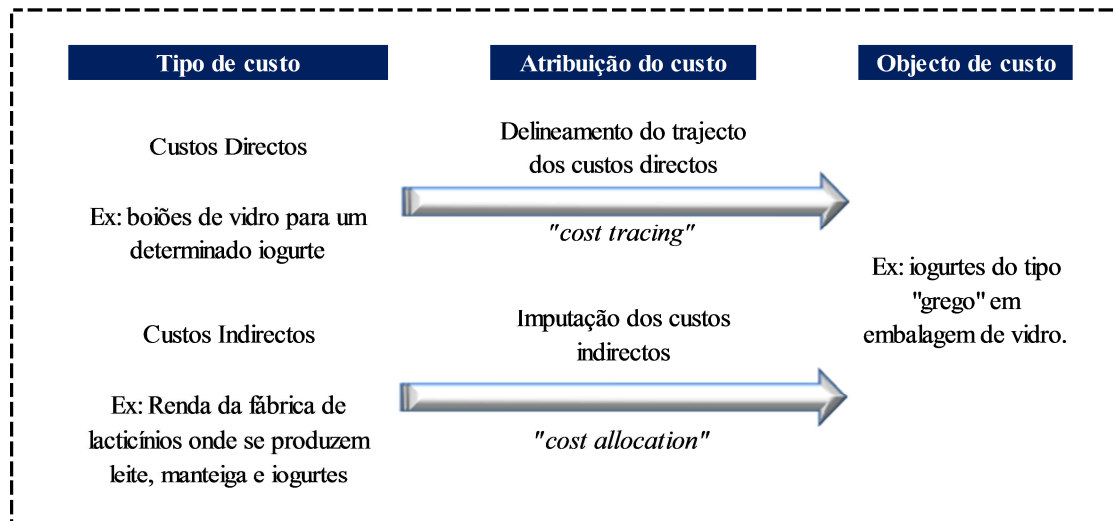 Tipo de custo
Atribuição do custo
Objecto de custo
Custos Directos
Ex: boiões de vidro para um
determinado iogurte
Delineamento do trajecto
dos custos directos
"cost tracing"
Custos Indirectos
Ex: Renda da fábrica de
lacticínios onde se produzem
leite, manteiga e iogurtes
Imputação dos custos
indirectos
"cost allocation"
Ex: iogurtes do tipo
"grego" em
embalagem de vidro.